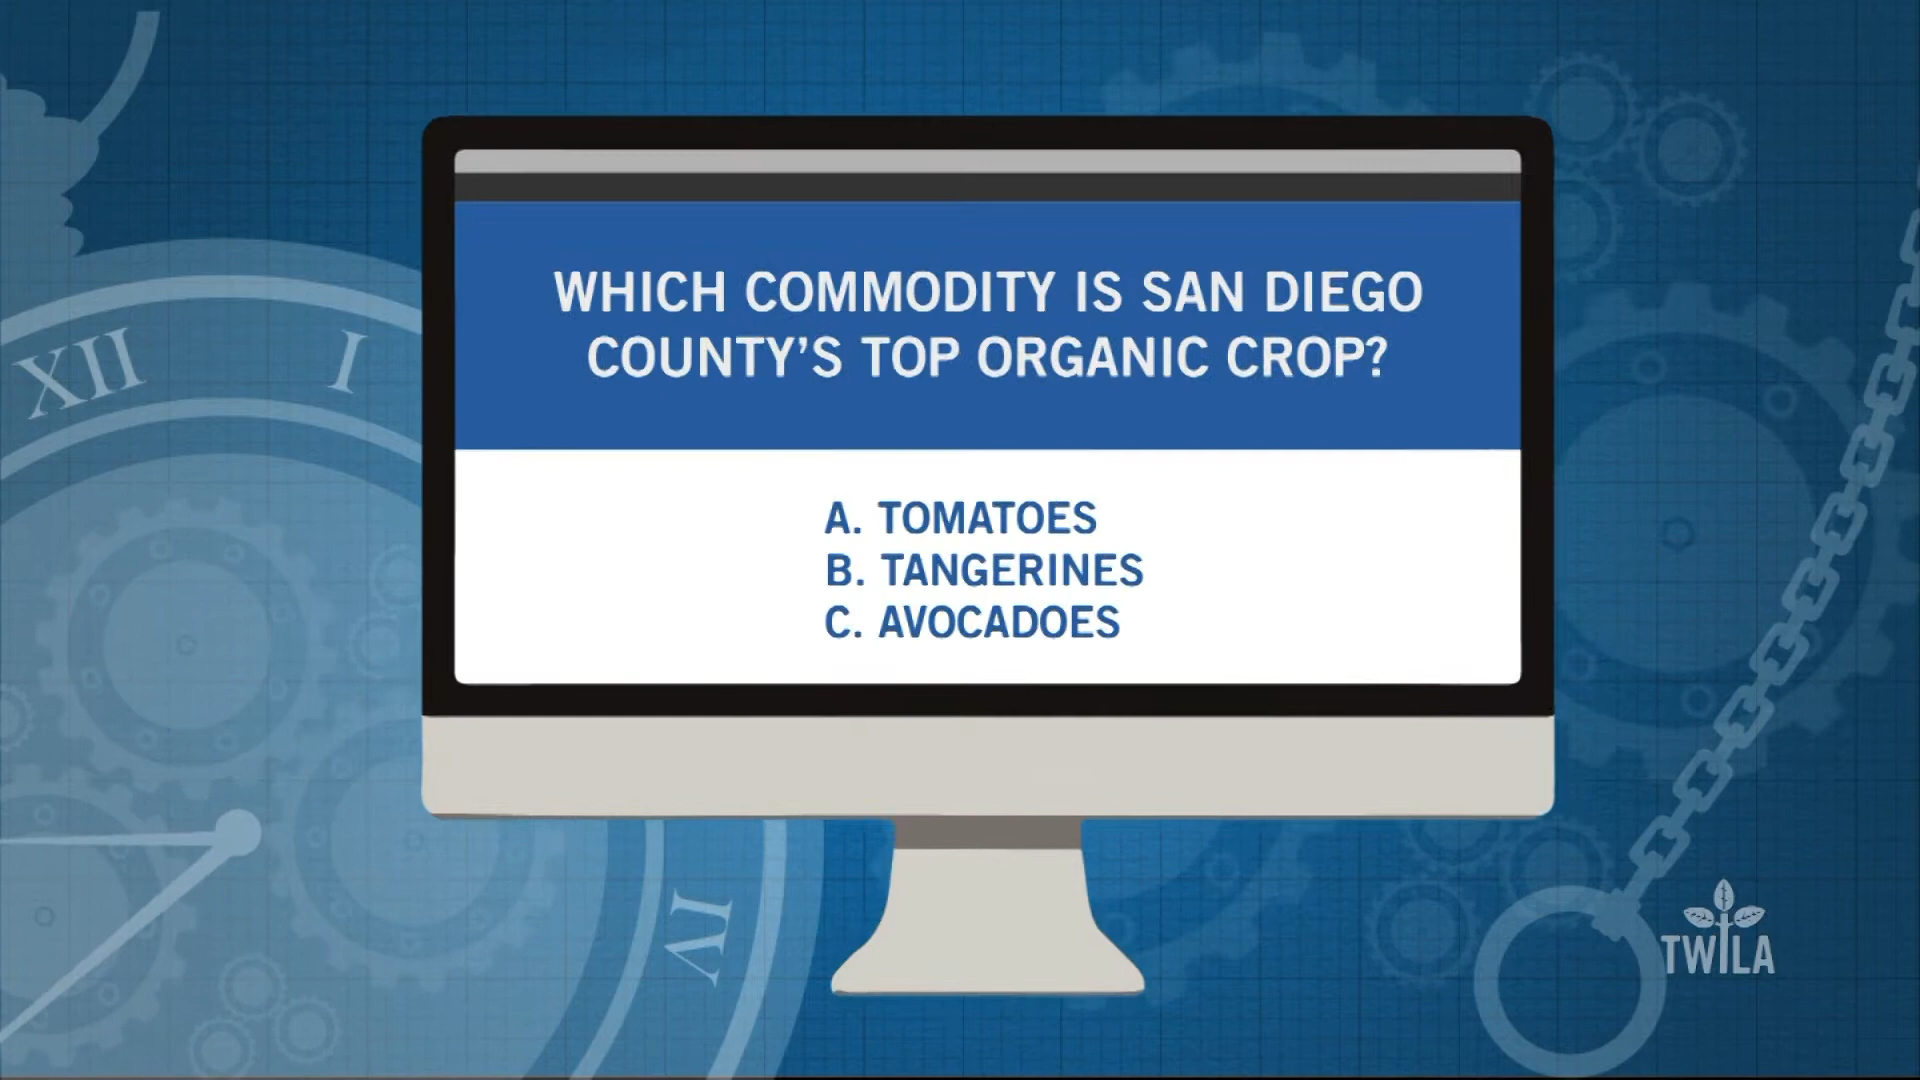 WHICH COMMODITY IS SAN DIEGO
COUNTY'S TOP ORGANIC CROP?
A. TOMATOES
B. TANGERINES
C. AVOCADOES
XII
I
IV
TWILA